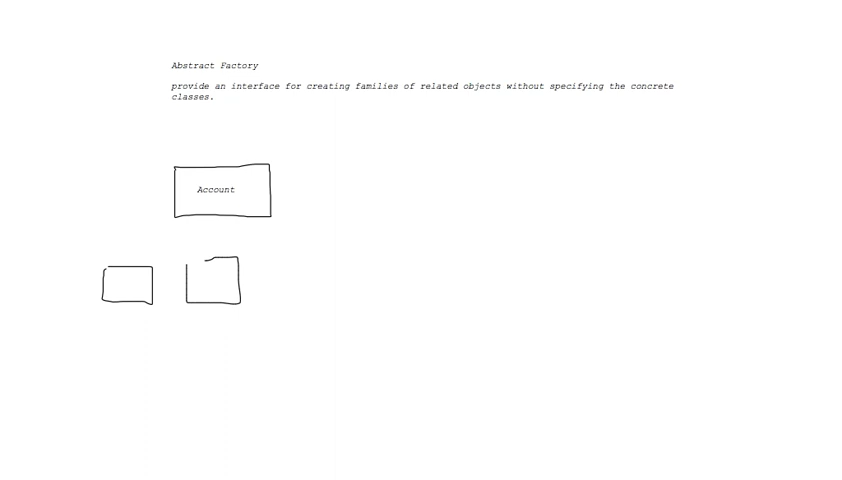 Abstract Factory
provide an interface for creating families of related objects without specifying the concrete
classes.
Account